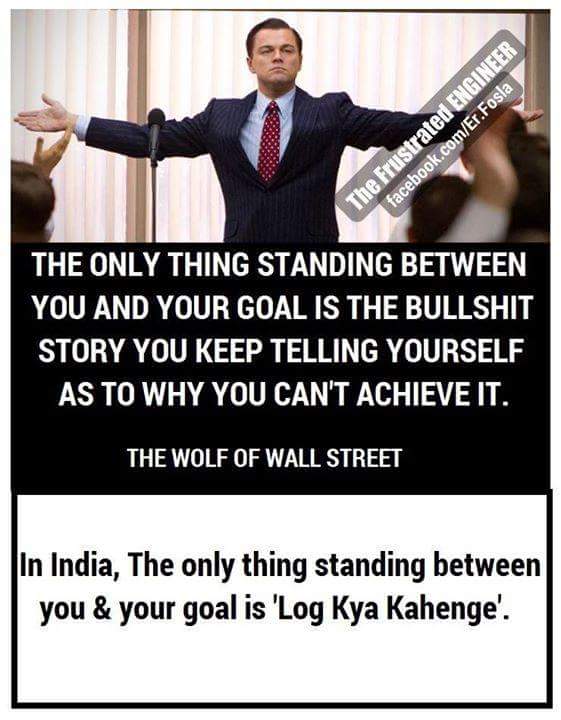 The Frustrated ENGINEER
facebook.com/Er.Fosla
THE ONLY THING STANDING BETWEEN
YOU AND YOUR GOAL IS THE BULLSHIT
STORY YOU KEEP TELLING YOURSELF
AS TO WHY YOU CAN'T ACHIEVE IT.
THE WOLF OF WALL STREET
In India, The only thing standing between
you & your goal is 'Log Kya Kahenge'.